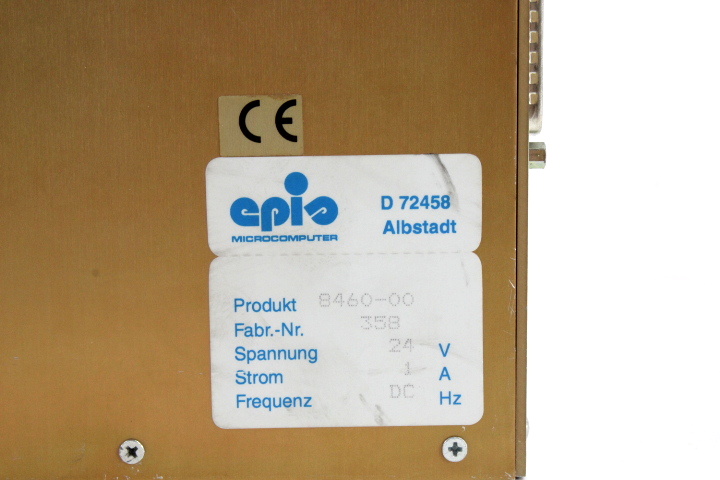 CE
epis
MICROCOMPUTER
D 72458
Albstadt
Produkt 8460-00
Fabr.-Nr. 358
Spannung 24 V
Strom 1 A
Frequenz DC Hz